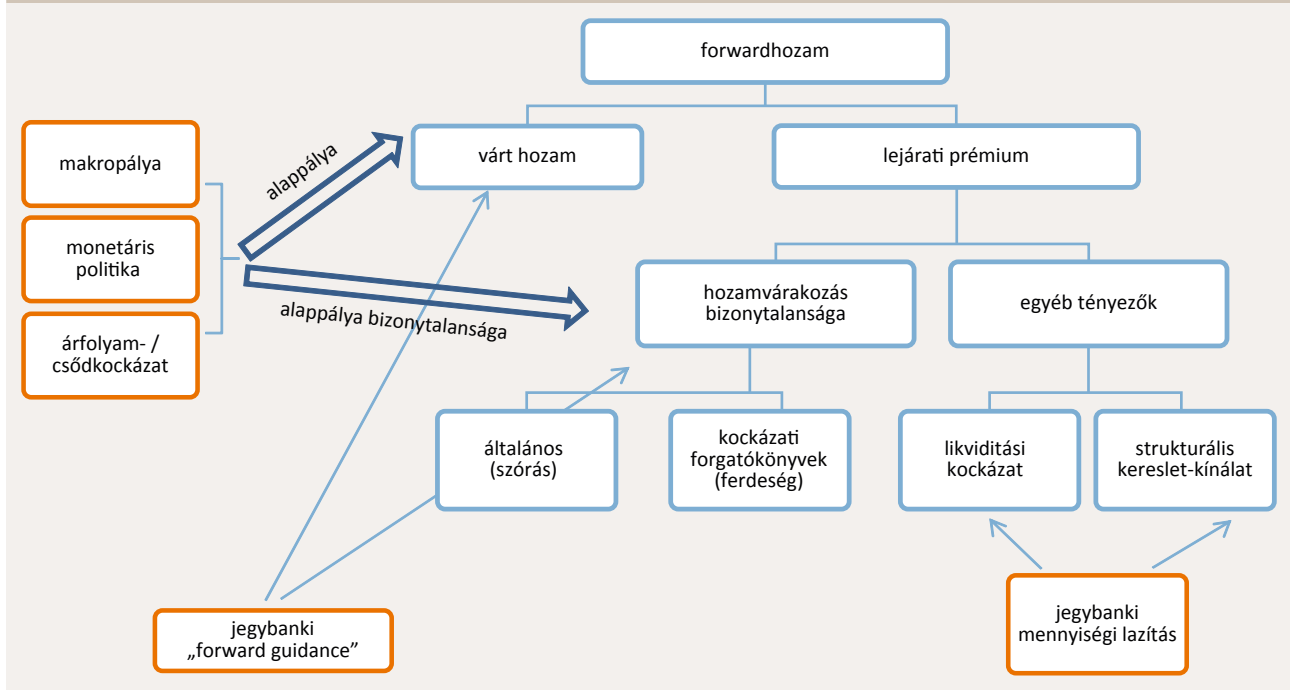 forwardhozam
várt hozam
lejárati prémium
makropálya
monetáris
politika
árfolyam- /
csődkockázat
alappálya
alappálya bizonytalansága
hozamvárakozás
bizonytalansága
egyéb tényezők
általános
(szórás)
kockázati
forgatókönyvek
(ferdeség)
likviditási
kockázat
strukturális
kereslet-kínálat
jegybanki
„forward guidance”
jegybanki
mennyiségi lazítás